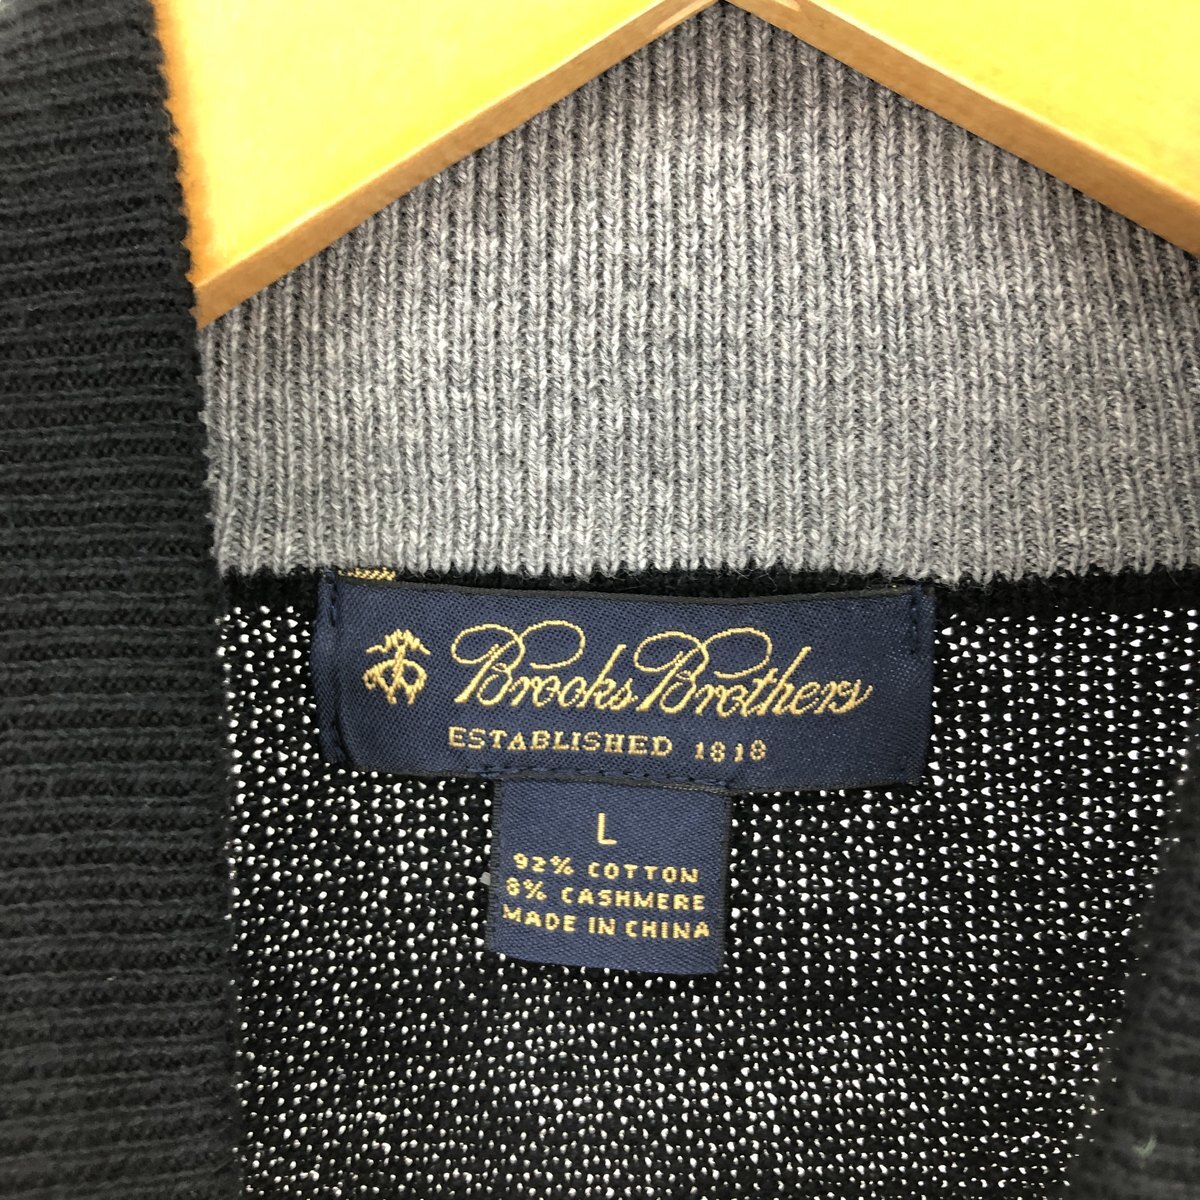 Brooks Brothers
ESTABLISHED 1818
L
92% COTTON
8% CASHMERE
MADE IN CHINA